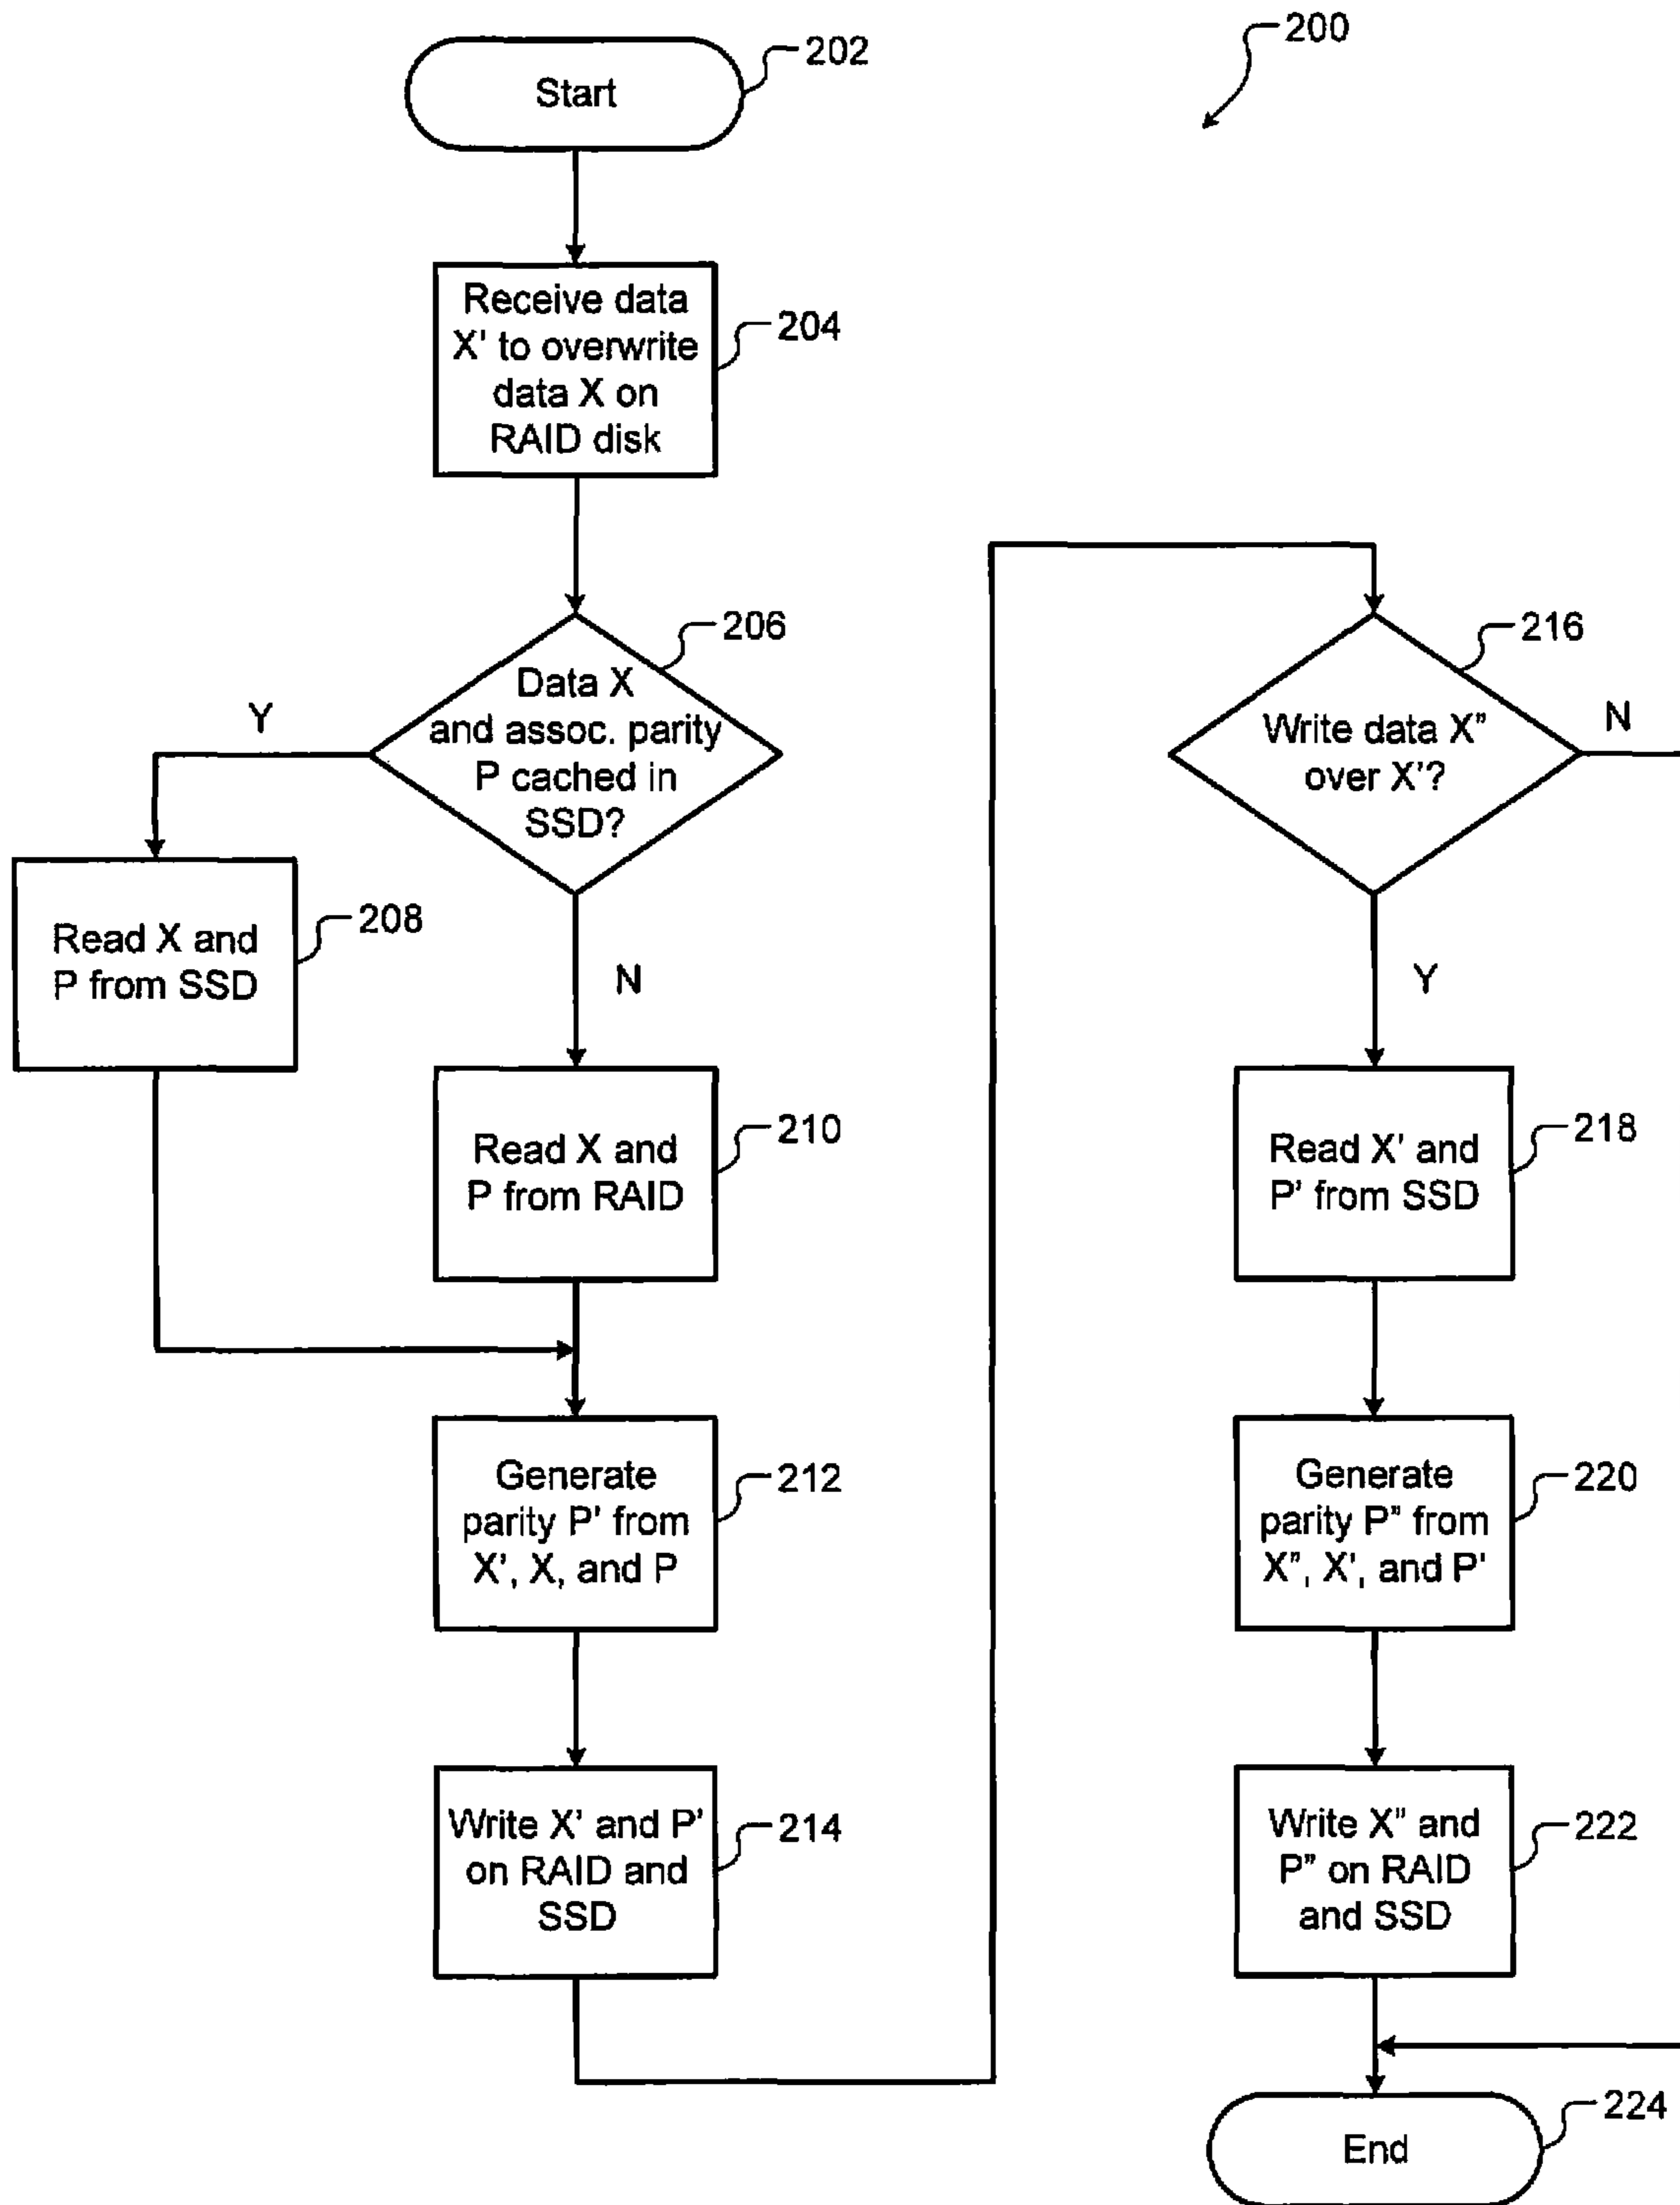 200
Start
202
Receive data
X' to overwrite
data X on
RAID disk
204
Data X
and assoc. parity
P cached in
SSD?
206
Y
N
Read X and
P from SSD
208
Read X and
P from RAID
210
Generate
parity P' from
X', X, and P
212
Write X' and P'
on RAID and
SSD
214
Write data X"
over X'?
216
N
Y
Read X' and
P' from SSD
218
Generate
parity P" from
X", X', and P'
220
Write X" and
P" on RAID
and SSD
222
End
224